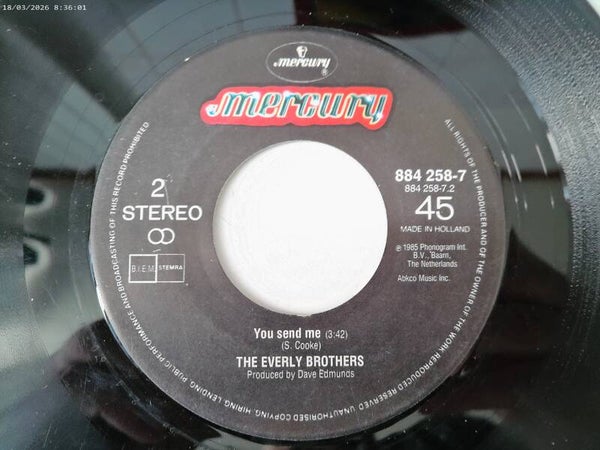 18/03/2026 8:36:01
mercury
®
mercury
2
STEREO
B.I.E.M.
STEMRA
884 258-7
884 258-7.2
45
MADE IN HOLLAND
℗ 1985 Phonogram Int.
B.V., Baarn,
The Netherlands
Abkco Music Inc.
You send me (3:42)
(S. Cooke)
THE EVERLY BROTHERS
Produced by Dave Edmunds
ALL RIGHTS OF THE PRODUCER AND OF THE OWNER OF THE WORK REPRODUCED RESERVED UNAUTHORISED COPYING HIRING LENDING PUBLIC PERFORMANCE AND BROADCASTING OF THIS RECORD PROHIBITED